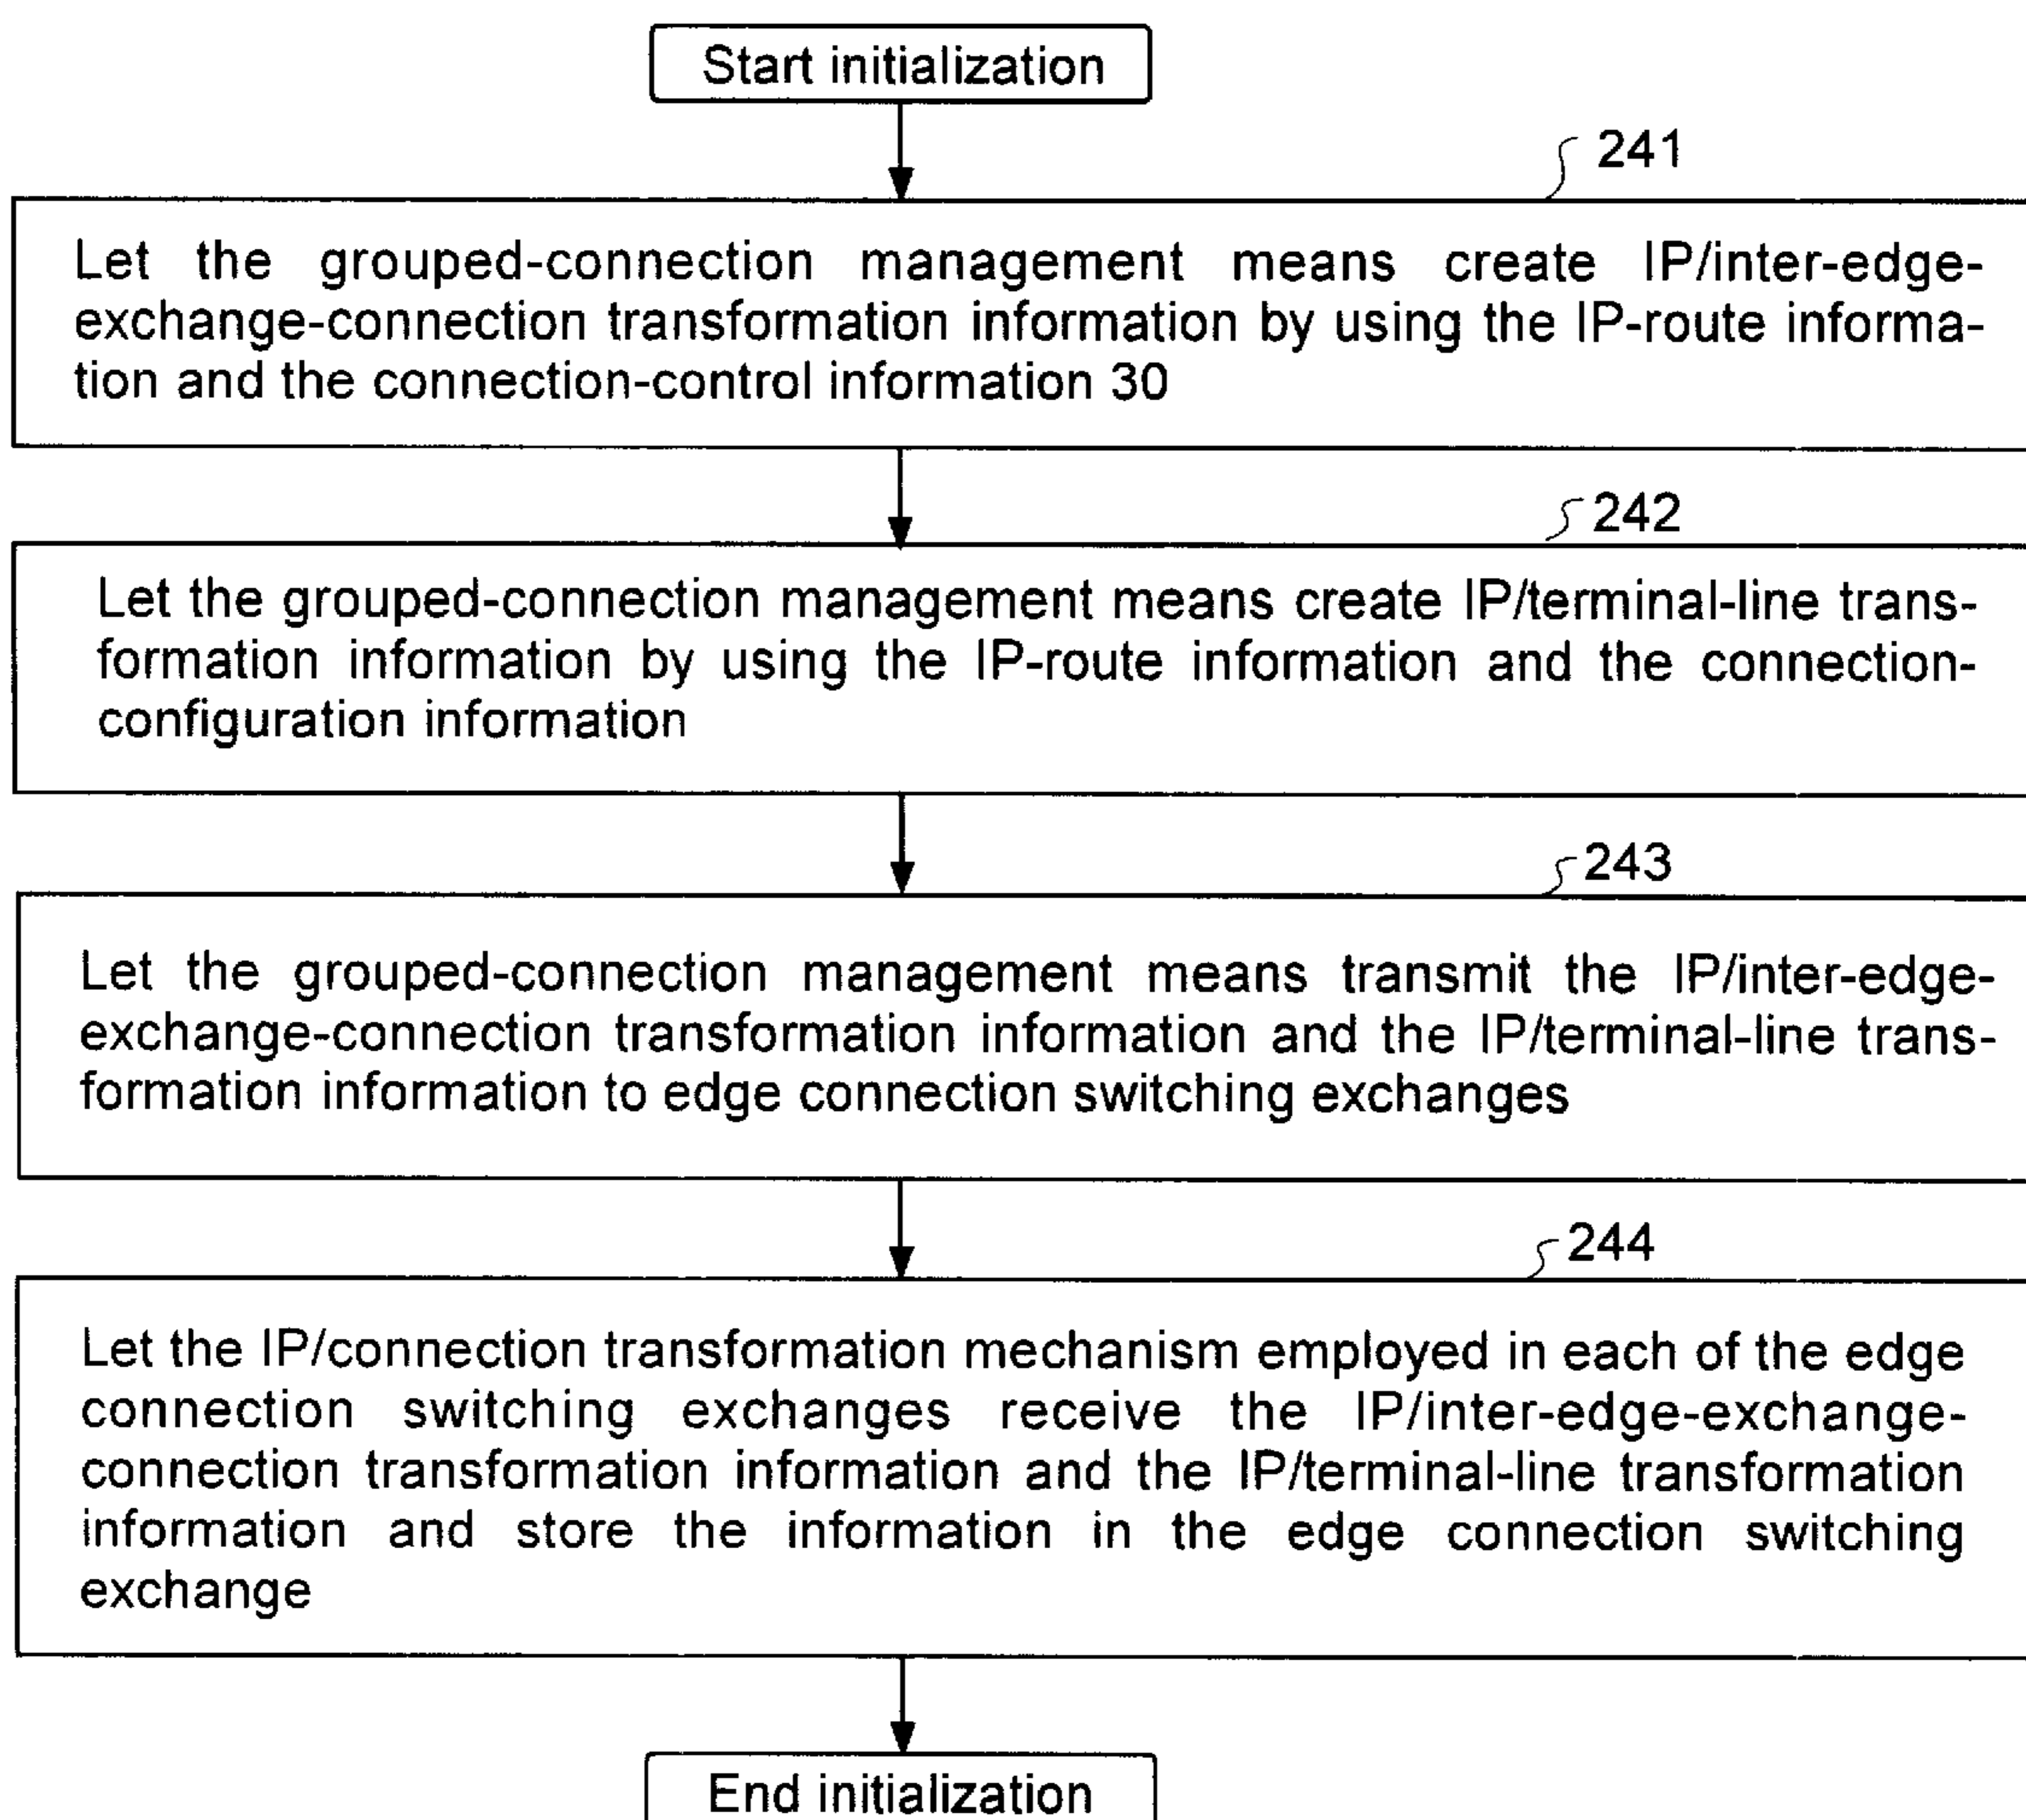 Start initialization
241
Let the grouped-connection management means create IP/inter-edge-
exchange-connection transformation information by using the IP-route informa-
tion and the connection-control information 30
242
Let the grouped-connection management means create IP/terminal-line trans-
formation information by using the IP-route information and the connection-
configuration information
243
Let the grouped-connection management means transmit the IP/inter-edge-
exchange-connection transformation information and the IP/terminal-line trans-
formation information to edge connection switching exchanges
244
Let the IP/connection transformation mechanism employed in each of the edge
connection switching exchanges receive the IP/inter-edge-exchange-
connection transformation information and the IP/terminal-line transformation
information and store the information in the edge connection switching
exchange
End initialization